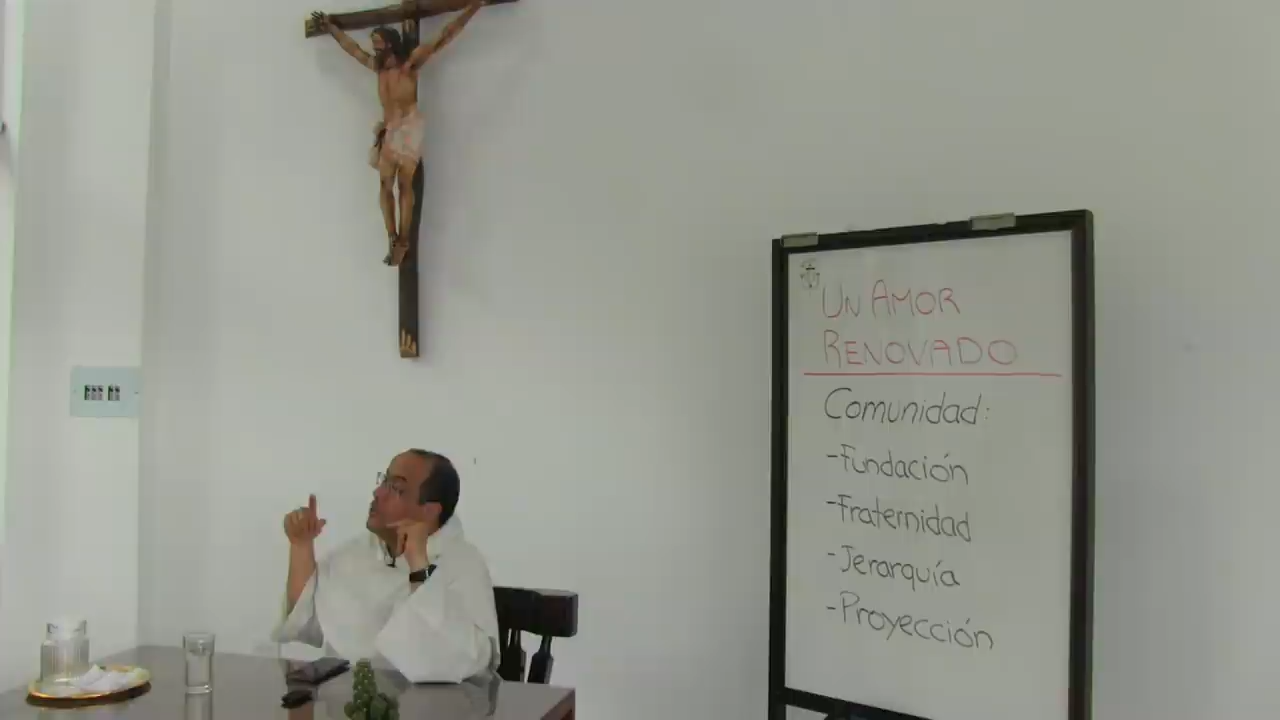 UN AMOR
RENOVADO
Comunidad:
-Fundación
-Fraternidad
-Jerarquía
-Proyección